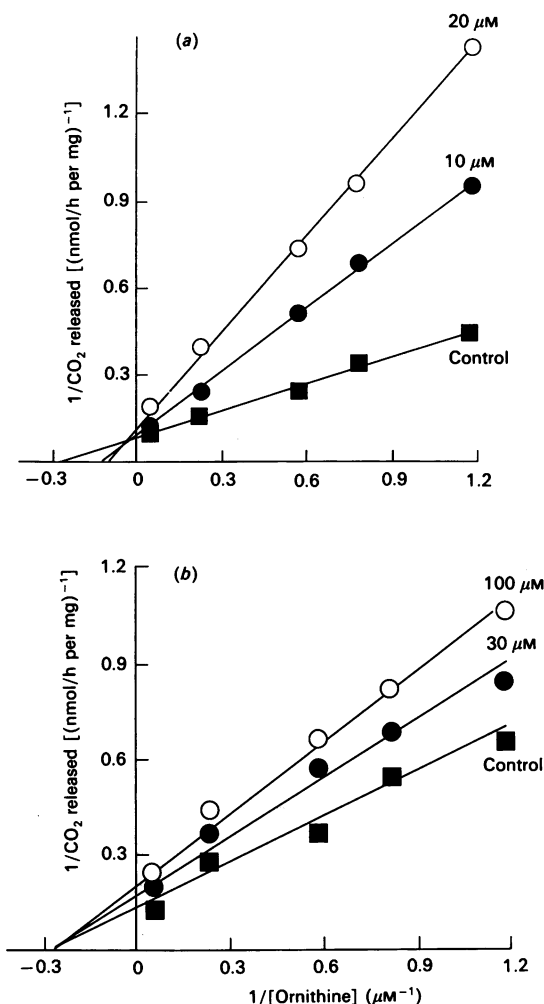 (a)
20 μM
10 μM
Control
1/CO₂ released [(nmol/h per mg)⁻¹]
1.2
0.9
0.6
0.3
−0.3
0
0.3
0.6
0.9
1.2
(b)
100 μM
30 μM
Control
1/CO₂ released [(nmol/h per mg)⁻¹]
1.2
0.9
0.6
0.3
−0.3
0
0.3
0.6
0.9
1.2
1/[Ornithine] (μM⁻¹)